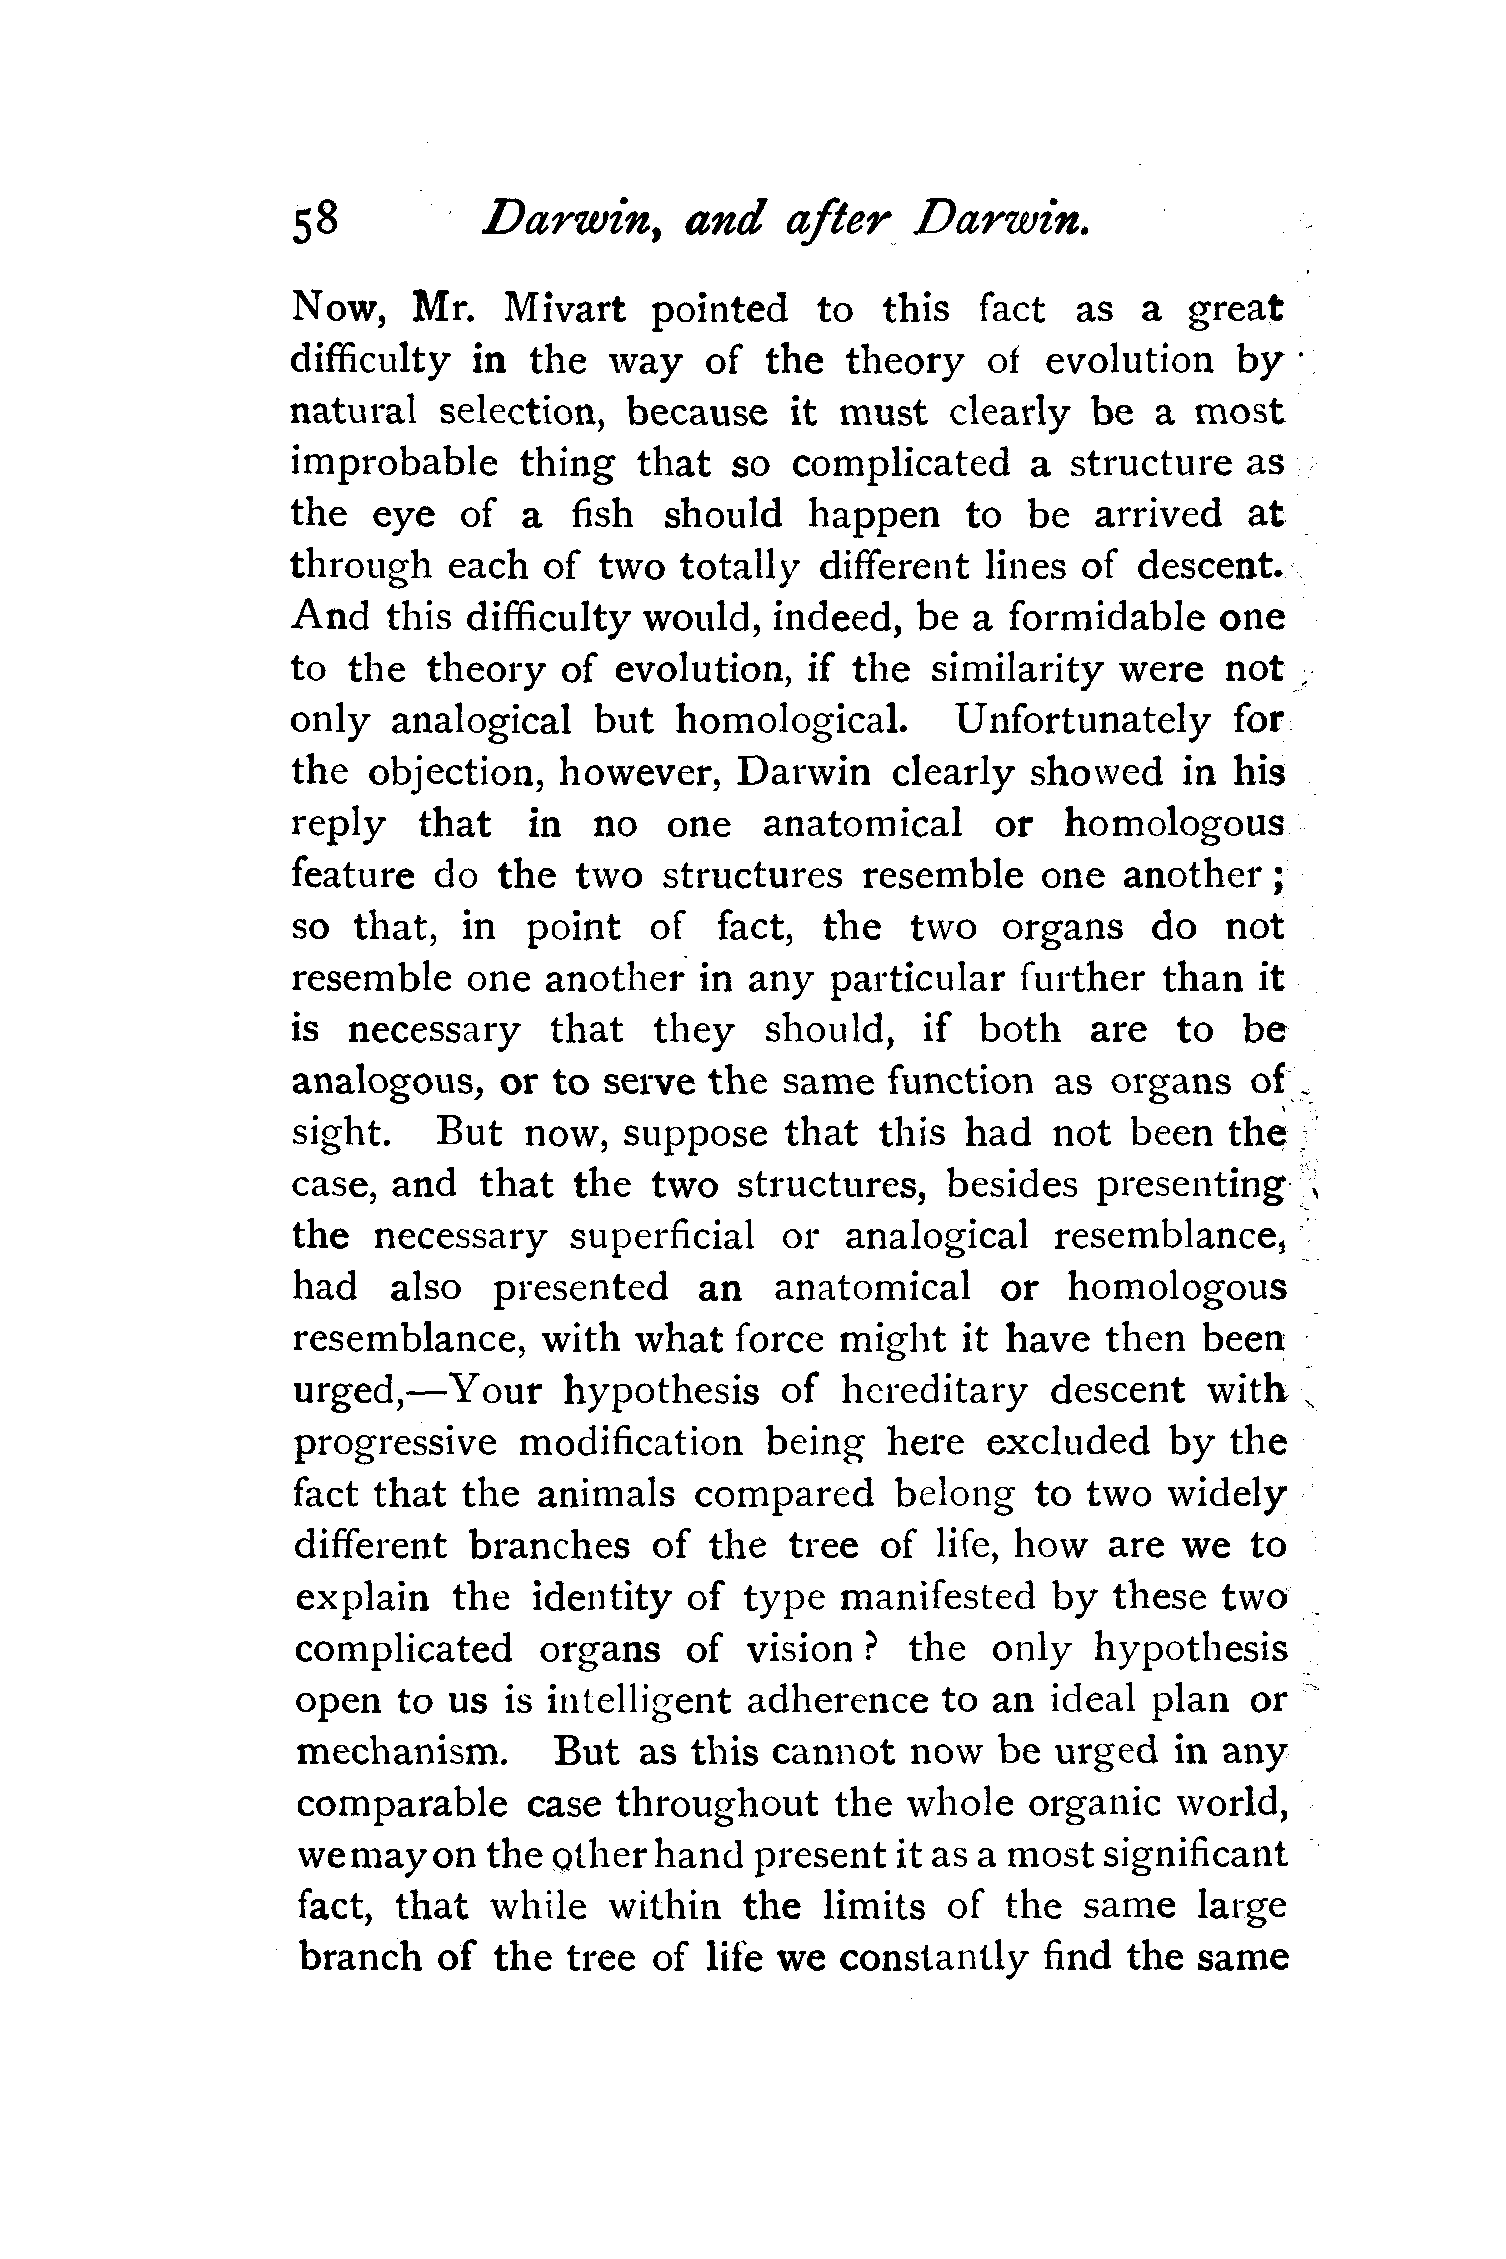 58 Darwin, and after Darwin.
Now, Mr. Mivart pointed to this fact as a great
difficulty in the way of the theory of evolution by
natural selection, because it must clearly be a most
improbable thing that so complicated a structure as
the eye of a fish should happen to be arrived at
through each of two totally different lines of descent.
And this difficulty would, indeed, be a formidable one
to the theory of evolution, if the similarity were not
only analogical but homological. Unfortunately for
the objection, however, Darwin clearly showed in his
reply that in no one anatomical or homologous
feature do the two structures resemble one another ;
so that, in point of fact, the two organs do not
resemble one another in any particular further than it
is necessary that they should, if both are to be
analogous, or to serve the same function as organs of
sight. But now, suppose that this had not been the
case, and that the two structures, besides presenting
the necessary superficial or analogical resemblance,
had also presented an anatomical or homologous
resemblance, with what force might it have then been
urged,—Your hypothesis of hereditary descent with
progressive modification being here excluded by the
fact that the animals compared belong to two widely
different branches of the tree of life, how are we to
explain the identity of type manifested by these two
complicated organs of vision ? the only hypothesis
open to us is intelligent adherence to an ideal plan or
mechanism. But as this cannot now be urged in any
comparable case throughout the whole organic world,
we may on the other hand present it as a most significant
fact, that while within the limits of the same large
branch of the tree of life we constantly find the same